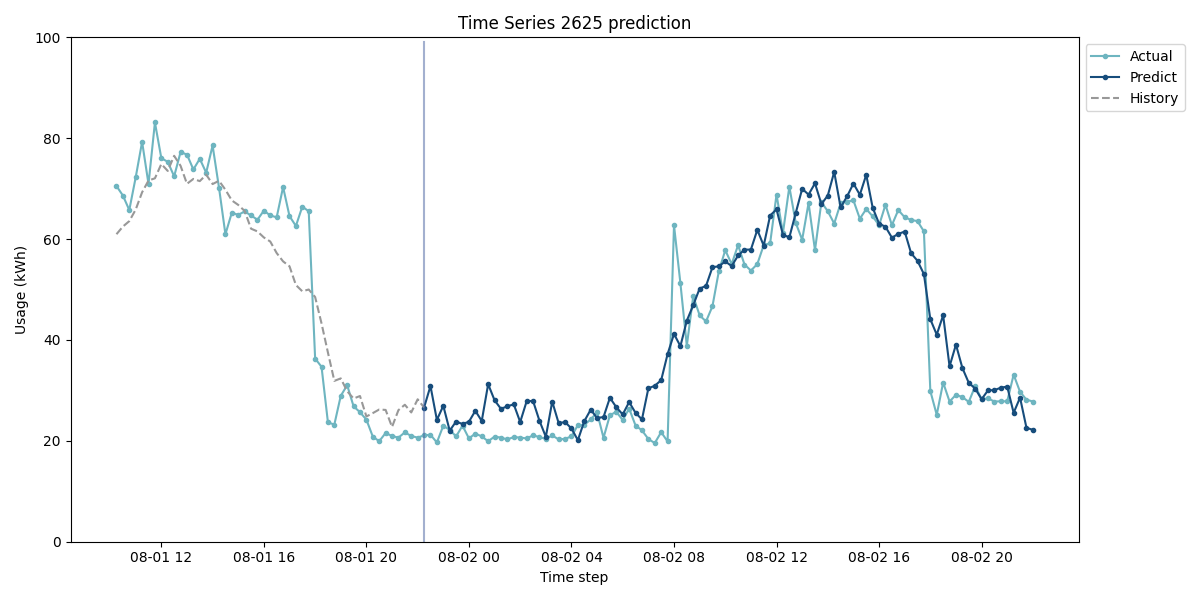 Time Series 2625 prediction
Usage (kWh)
100
80
60
40
20
0
08-01 12
08-01 16
08-01 20
08-02 00
08-02 04
08-02 08
08-02 12
08-02 16
08-02 20
Time step
Actual
Predict
History